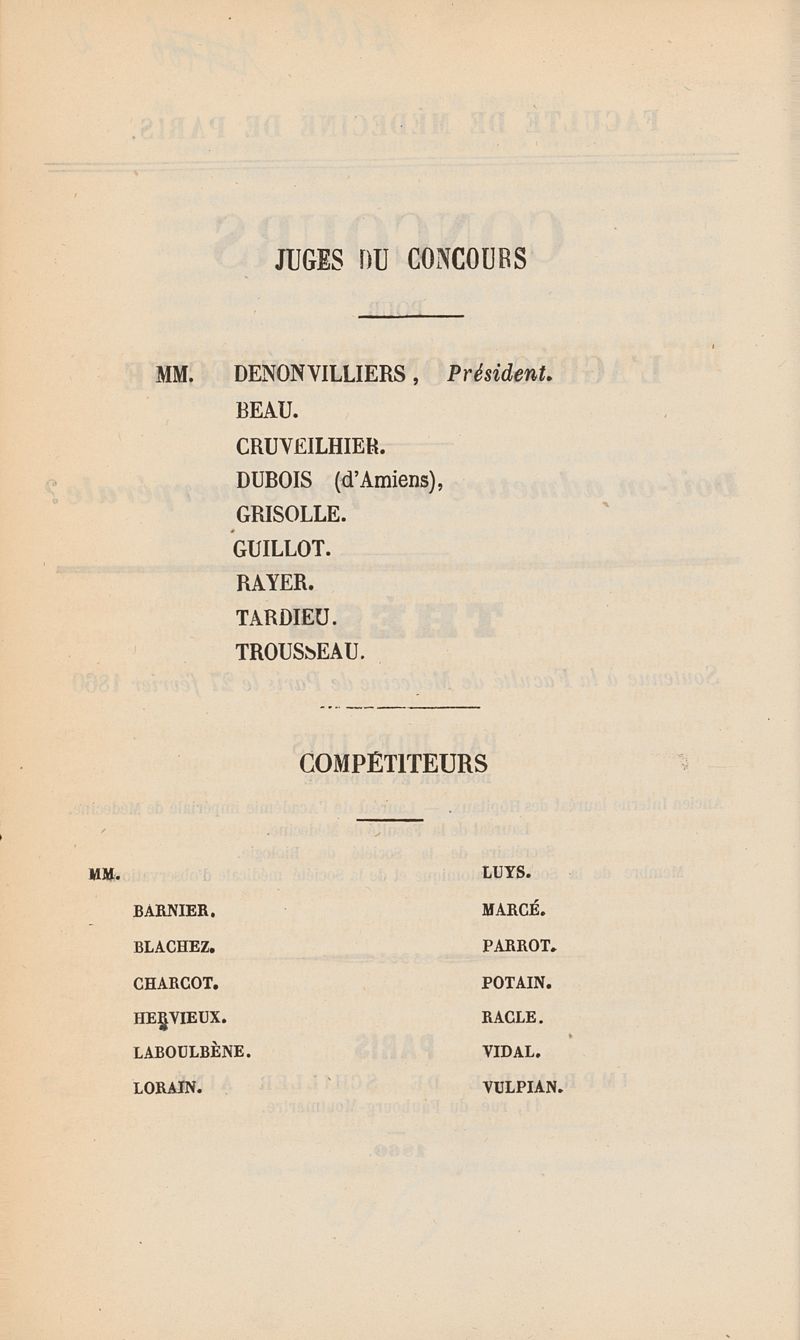 JUGES DU CONCOURS
MM. DENONVILLIERS, Président.
BEAU.
CRUVEILHIER.
DUBOIS (d'Amiens),
GRISOLLE.
GUILLOT.
RAYER.
TARDIEU.
TROUSSEAU.
COMPÉTITEURS
MM.
BARNIER.
BLACHEZ.
CHARCOT.
HERVIEUX.
LABOULBÈNE.
LORAIN.
LUYS.
MARCÉ.
PARROT.
POTAIN.
RACLE.
VIDAL.
VULPIAN.